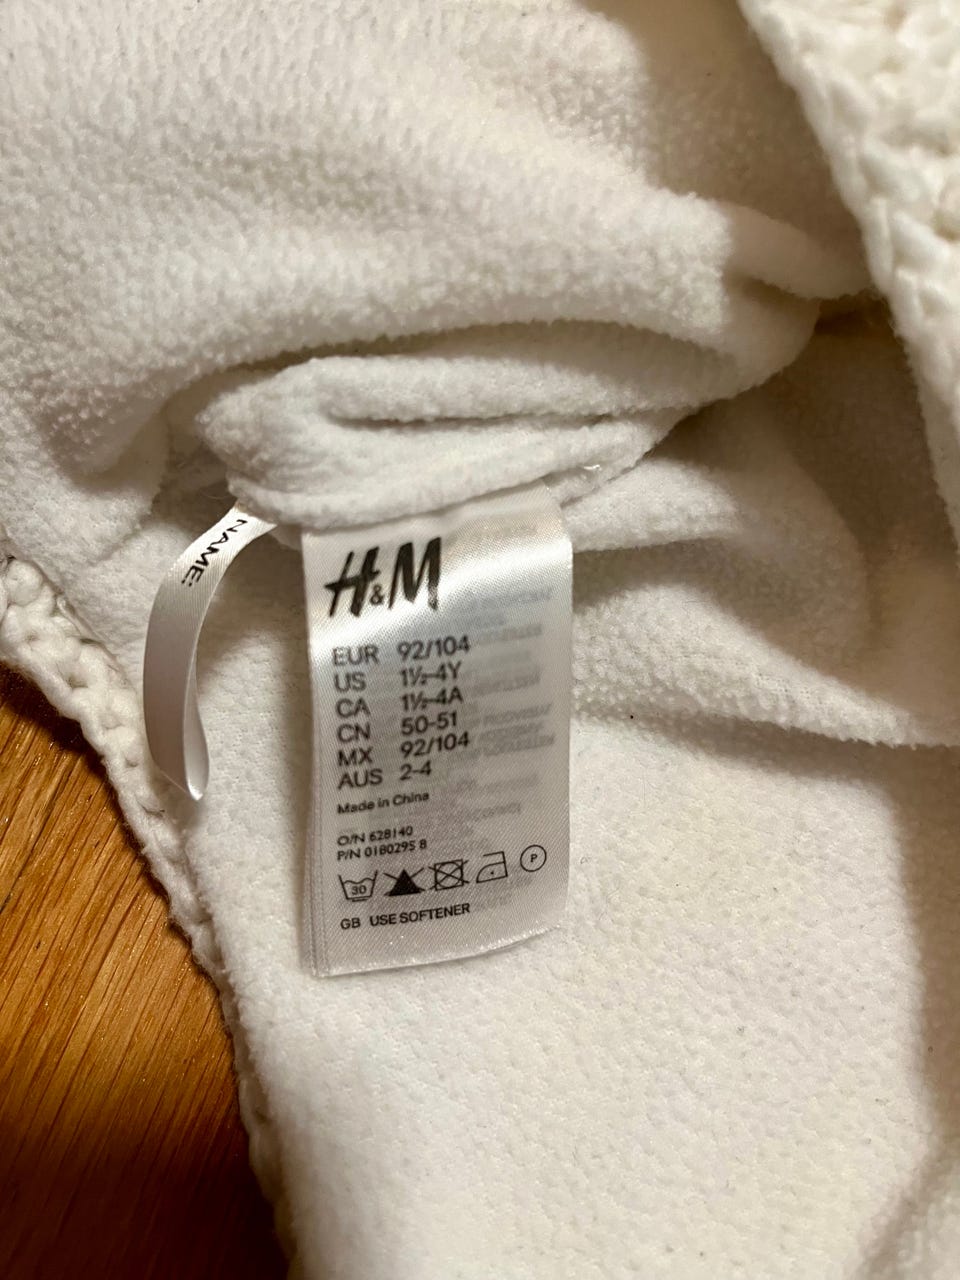 NAME:
H&M
EUR 92/104
US 1½-4Y
CA 1½-4A
CN 50-51
MX 92/104
AUS 2-4
Made in China
O/N 628140
P/N 0180295 8
30 P
GB USE SOFTENER